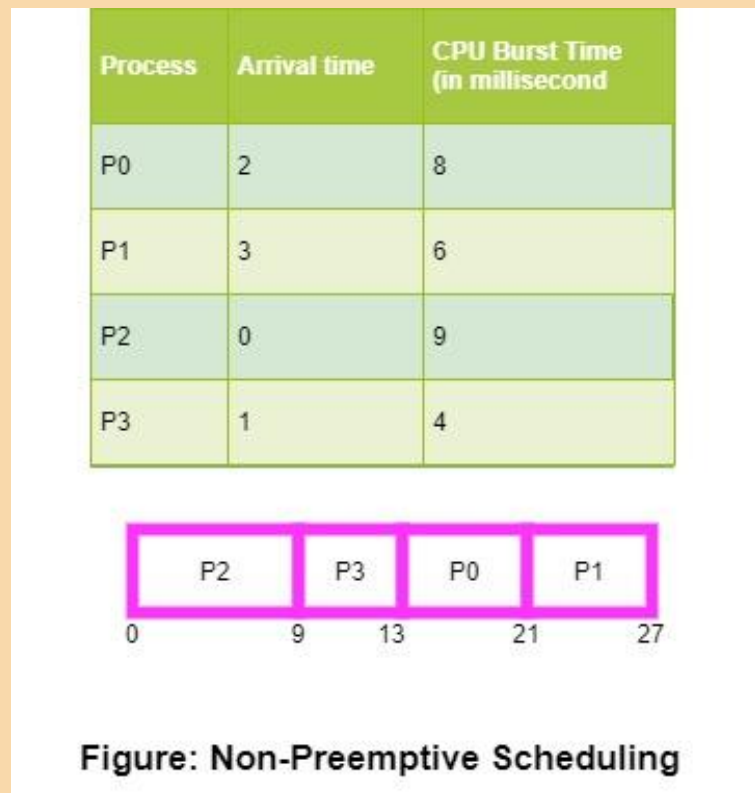 Process Arrival time CPU Burst Time
(in millisecond
P0 2 8
P1 3 6
P2 0 9
P3 1 4
P2 P3 P0 P1
0 9 13 21 27
Figure: Non-Preemptive Scheduling